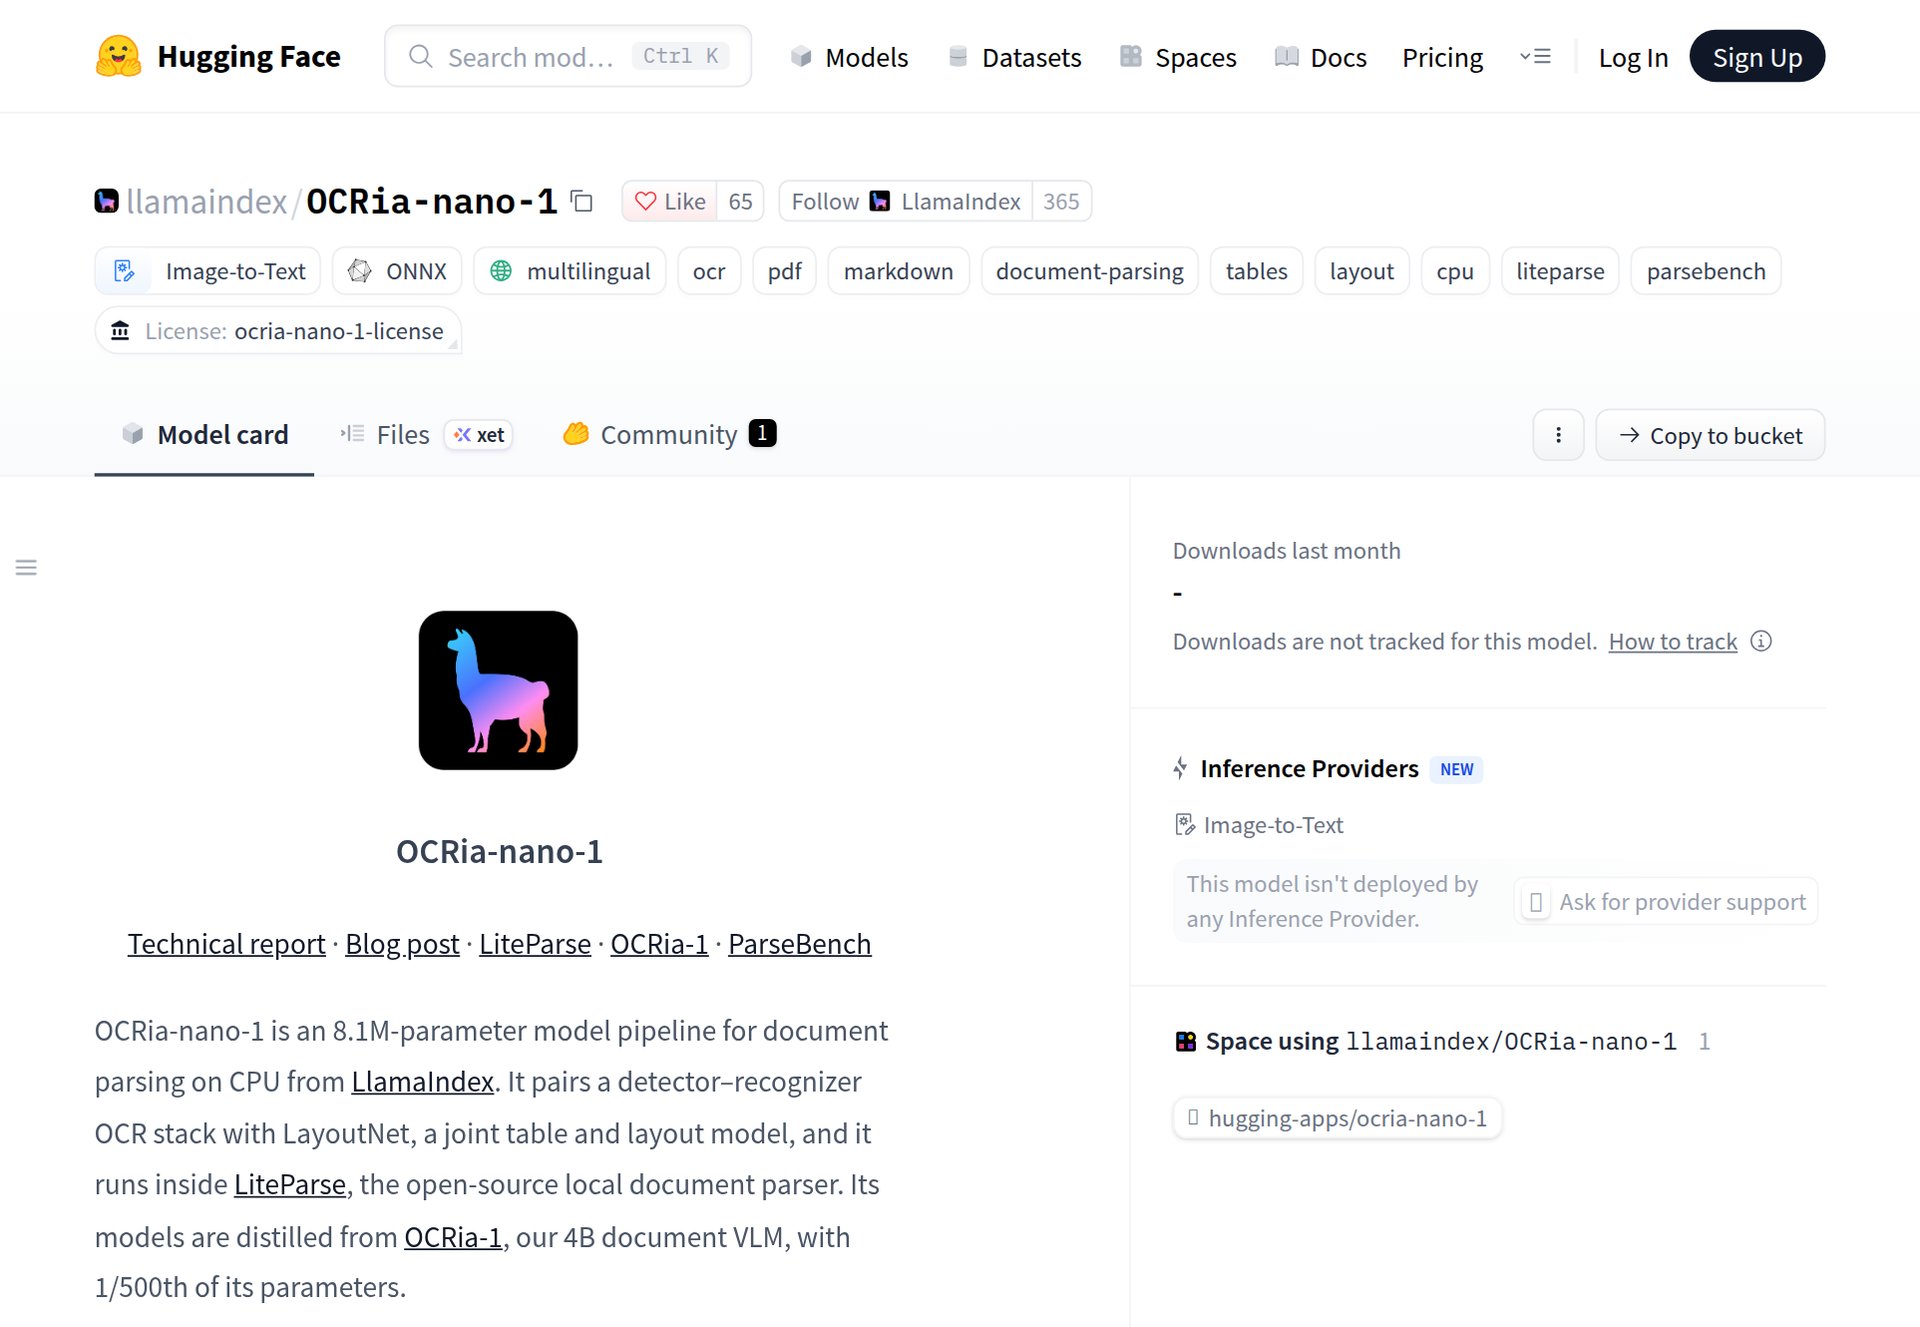 Hugging Face
Search mod… Ctrl K
Models Datasets Spaces Docs Pricing Log In Sign Up
llamaindex/OCRia-nano-1 Like 65 Follow LlamaIndex 365
Image-to-Text ONNX multilingual ocr pdf markdown document-parsing tables layout cpu liteparse parsebench
License: ocria-nano-1-license
Model card Files xet Community 1 Copy to bucket
OCRia-nano-1
Technical report · Blog post · LiteParse · OCRia-1 · ParseBench
OCRia-nano-1 is an 8.1M-parameter model pipeline for document
parsing on CPU from LlamaIndex. It pairs a detector–recognizer
OCR stack with LayoutNet, a joint table and layout model, and it
runs inside LiteParse, the open-source local document parser. Its
models are distilled from OCRia-1, our 4B document VLM, with
1/500th of its parameters.
Downloads last month
-
Downloads are not tracked for this model. How to track
Inference Providers NEW
Image-to-Text
This model isn't deployed by
any Inference Provider.
Ask for provider support
Space using llamaindex/OCRia-nano-1 1
hugging-apps/ocria-nano-1